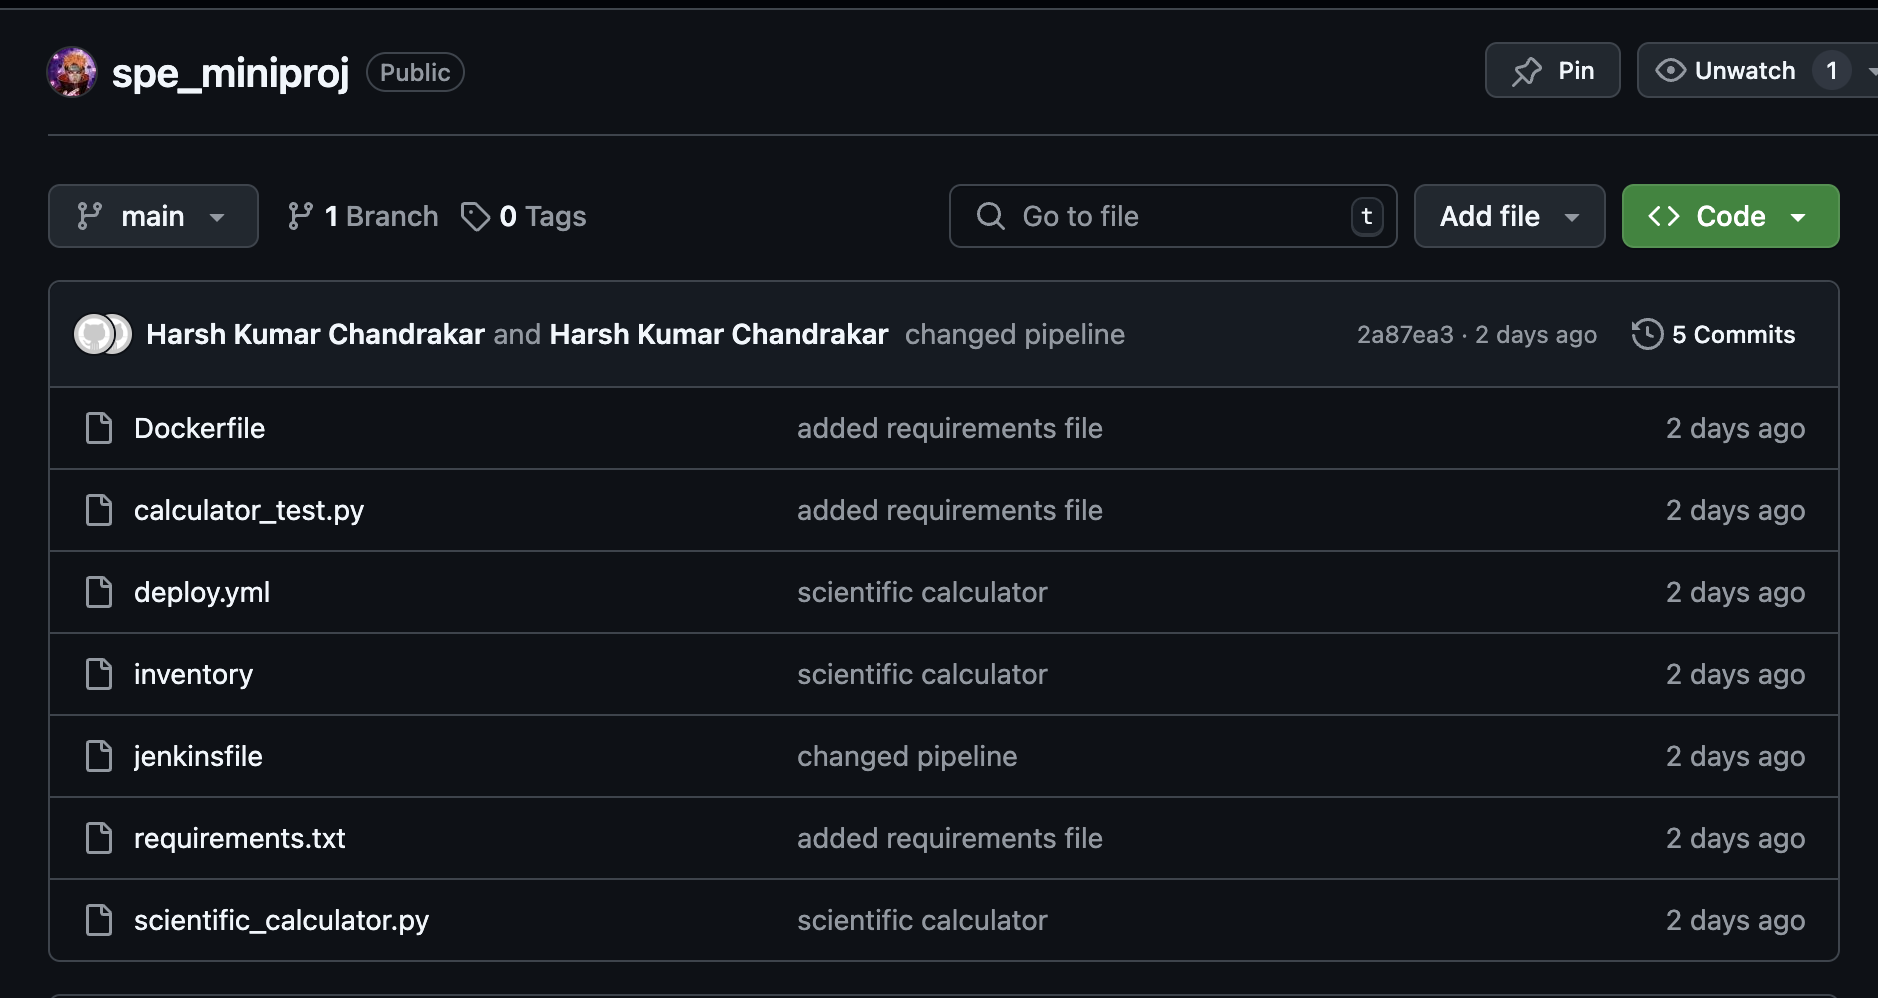 spe_miniproj Public Pin Unwatch 1
main 1 Branch 0 Tags Go to file t Add file Code
Harsh Kumar Chandrakar and Harsh Kumar Chandrakar changed pipeline 2a87ea3 · 2 days ago 5 Commits
Dockerfile added requirements file 2 days ago
calculator_test.py added requirements file 2 days ago
deploy.yml scientific calculator 2 days ago
inventory scientific calculator 2 days ago
jenkinsfile changed pipeline 2 days ago
requirements.txt added requirements file 2 days ago
scientific_calculator.py scientific calculator 2 days ago